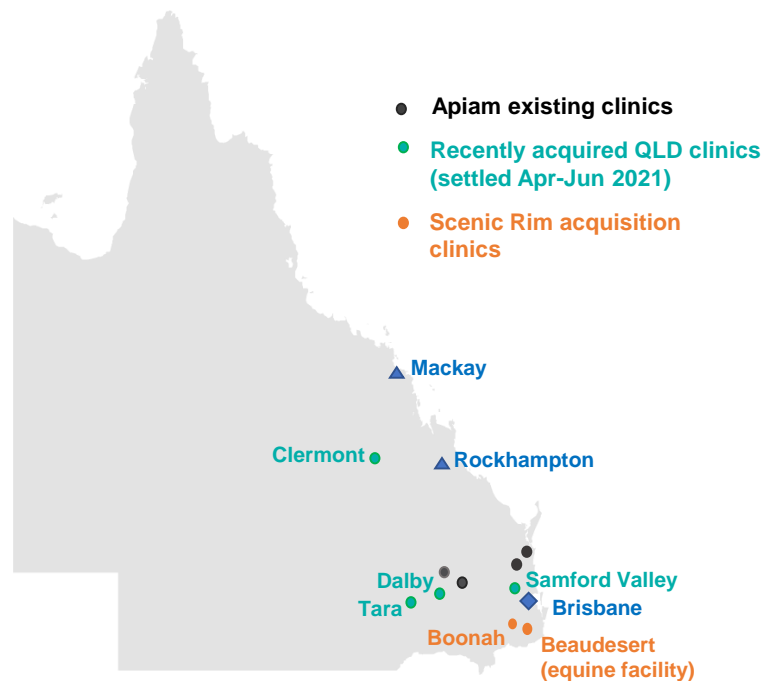 Apiam existing clinics
Recently acquired QLD clinics
(settled Apr-Jun 2021)
Scenic Rim acquisition
clinics
Mackay
Clermont
Rockhampton
Dalby
Samford Valley
Tara
Brisbane
Boonah
Beaudesert
(equine facility)